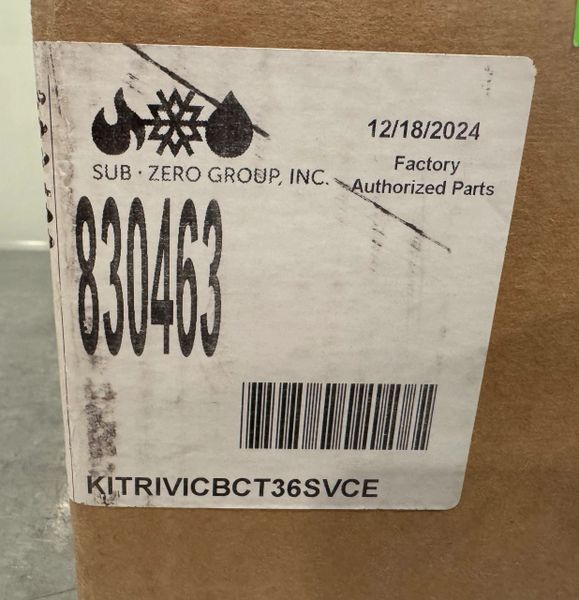 SUB · ZERO GROUP, INC.
12/18/2024
Factory
Authorized Parts
830463
KITRIVICBCT36SVCE